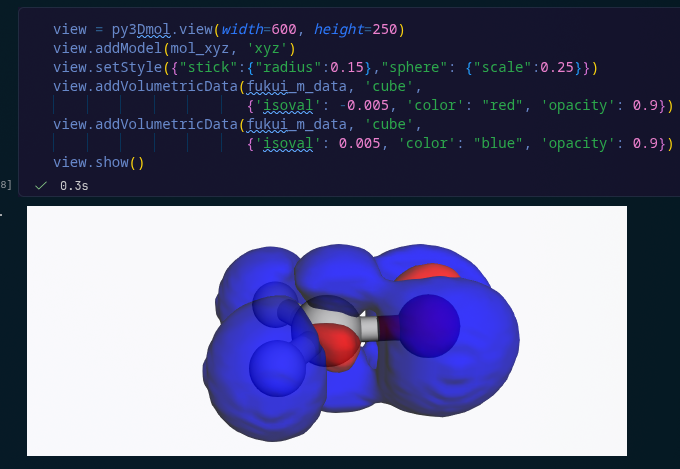 view = py3Dmol.view(width=600, height=250)
view.addModel(mol_xyz, 'xyz')
view.setStyle({"stick":{"radius":0.15},"sphere": {"scale":0.25}})
view.addVolumetricData(fukui_m_data, 'cube',
{'isoval': -0.005, 'color': "red", 'opacity': 0.9})
view.addVolumetricData(fukui_m_data, 'cube',
{'isoval': 0.005, 'color': "blue", 'opacity': 0.9})
view.show()
8] ✓ 0.3s